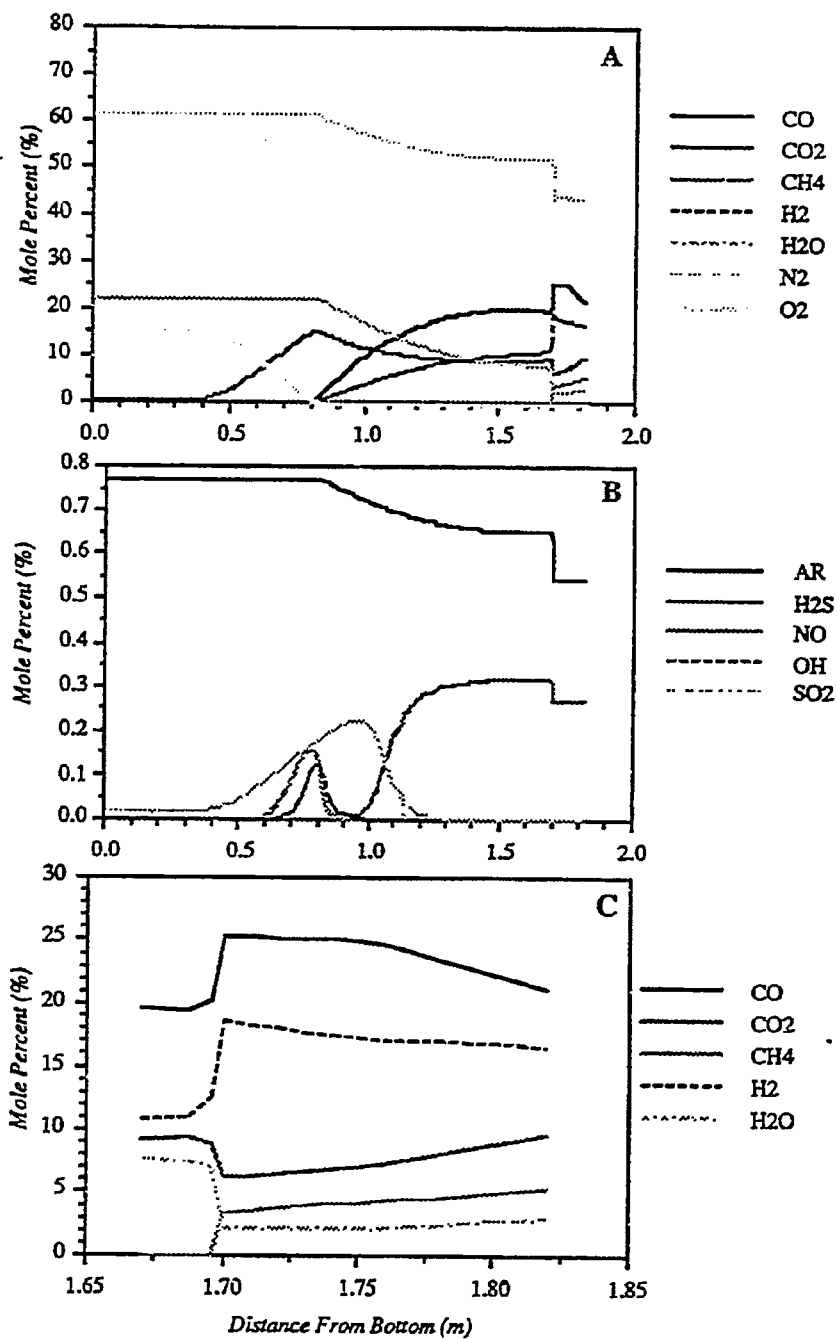 80
70
60
50
40
30
20
10
0
Mole Percent (%)
A
0.0 0.5 1.0 1.5 2.0
CO
CO2
CH4
H2
H2O
N2
O2
0.8
0.7
0.6
0.5
0.4
0.3
0.2
0.1
0.0
Mole Percent (%)
B
0.0 0.5 1.0 1.5 2.0
AR
H2S
NO
OH
SO2
30
25
20
15
10
5
0
Mole Percent (%)
C
1.65 1.70 1.75 1.80 1.85
CO
CO2
CH4
H2
H2O
Distance From Bottom (m)